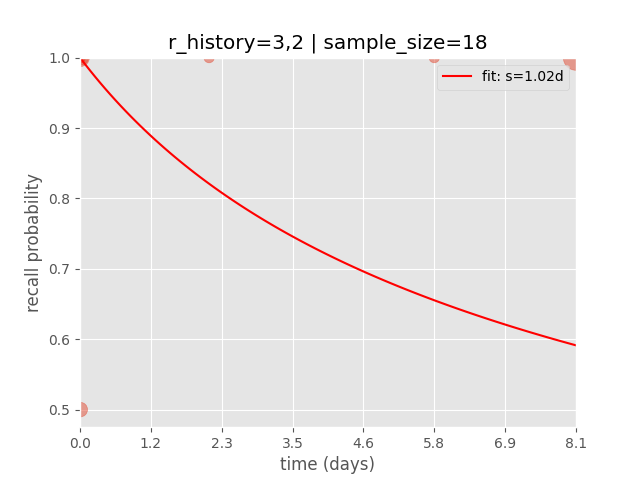 r_history=3,2 | sample_size=18
fit: s=1.02d
recall probability
1.0
0.9
0.8
0.7
0.6
0.5
0.0 1.2 2.3 3.5 4.6 5.8 6.9 8.1
time (days)